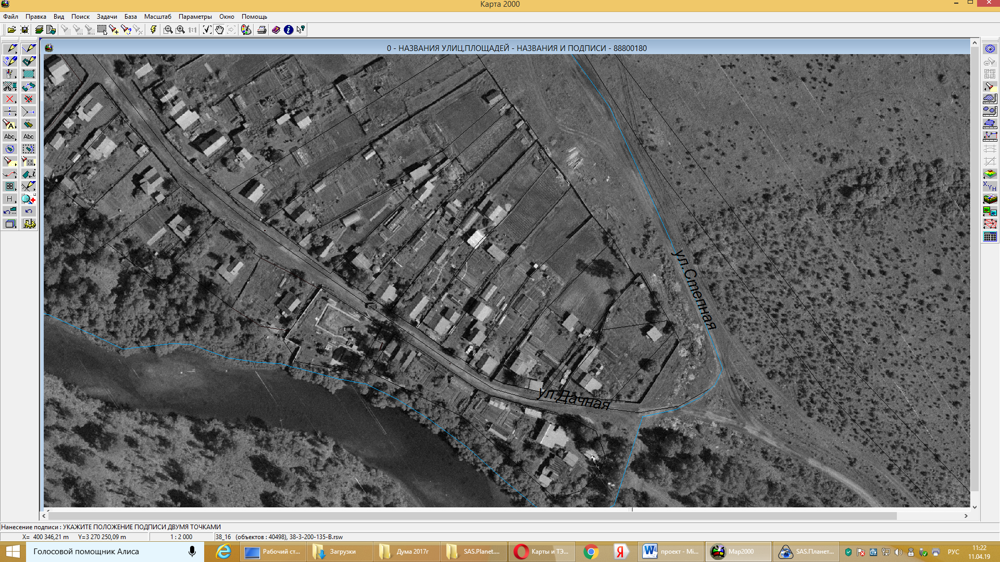 Карта 2000
Файл Правка Вид Поиск Задачи База Масштаб Параметры Окно Помощь
1:1
0 - НАЗВАНИЯ УЛИЦ,ПЛОЩАДЕЙ - НАЗВАНИЯ И ПОДПИСИ - 88800180
A
Abc Abc
H
X Y H
ул.Степная
ул.Дачная
Нанесение подписи : УКАЖИТЕ ПОЛОЖЕНИЕ ПОДПИСИ ДВУМЯ ТОЧКАМИ
X= 400 346,21 m Y=3 270 250,09 m 1 : 2 000 38_16 (объектов : 40498), 38-3-200-135-B.rsw
Голосовой помощник Алиса Рабочий ст... Загрузки Дума 2017г SAS.Planet.... Карты и ТЭ... Я проект - Mi... Map2000 SAS.Планет... РУС 11:22
11.04.19